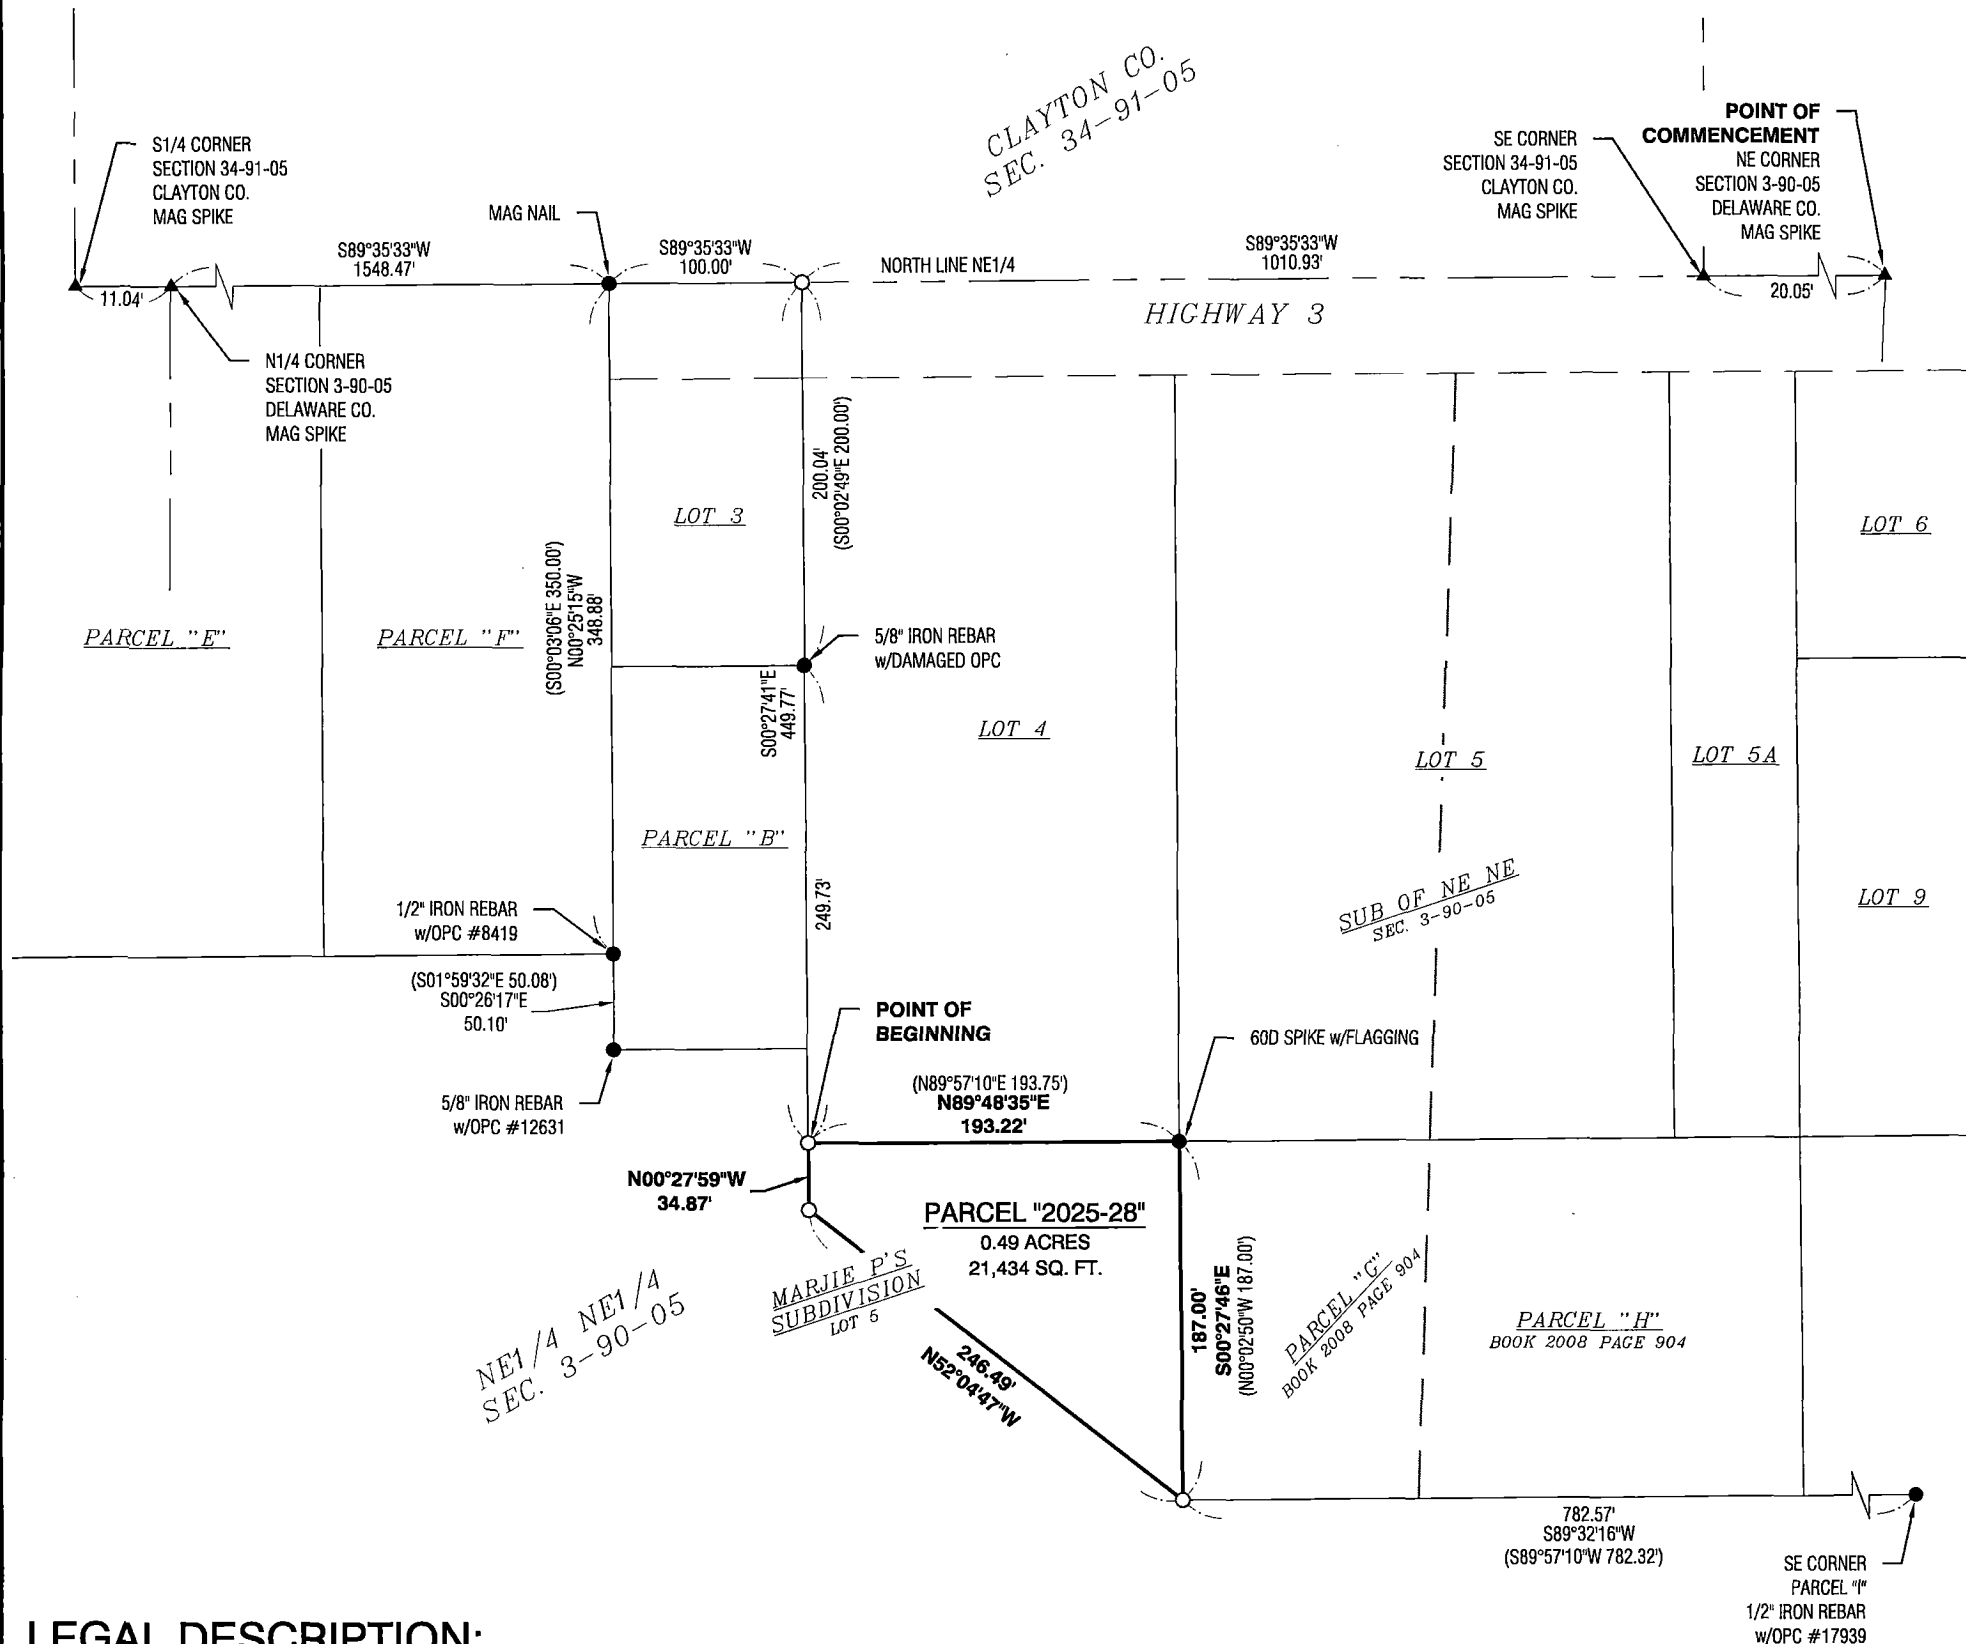 CLAYTON CO.
SEC. 34-91-05
S1/4 CORNER
SECTION 34-91-05
CLAYTON CO.
MAG SPIKE
SE CORNER
SECTION 34-91-05
CLAYTON CO.
MAG SPIKE
POINT OF
COMMENCEMENT
NE CORNER
SECTION 3-90-05
DELAWARE CO.
MAG SPIKE
MAG NAIL
S89°35'33"W
1548.47'
S89°35'33"W
100.00'
NORTH LINE NE1/4
S89°35'33"W
1010.93'
11.04'
20.05'
HIGHWAY 3
N1/4 CORNER
SECTION 3-90-05
DELAWARE CO.
MAG SPIKE
200.04'
(S00°02'49"E 200.00')
LOT 3
LOT 6
(S00°03'06"E 350.00')
N00°25'15"W
348.88'
PARCEL "E"
PARCEL "F"
5/8" IRON REBAR
w/DAMAGED OPC
S00°27'41"E
449.77'
LOT 4
LOT 5
LOT 5A
PARCEL "B"
249.73'
SUB OF NE NE
SEC. 3-90-05
LOT 9
1/2" IRON REBAR
w/OPC #8419
(S01°59'32"E 50.08')
S00°26'17"E
50.10'
POINT OF
BEGINNING
60D SPIKE w/FLAGGING
5/8" IRON REBAR
w/OPC #12631
(N89°57'10"E 193.75')
N89°48'35"E
193.22'
N00°27'59"W
34.87'
PARCEL "2025-28"
0.49 ACRES
21,434 SQ. FT.
MARJIE P'S
SUBDIVISION
LOT 5
NE1/4 NE1/4
SEC. 3-90-05
246.49'
N52°04'47"W
187.00'
S00°27'46"E
(N00°02'50"W 187.00')
PARCEL "G"
BOOK 2008 PAGE 904
PARCEL "H"
BOOK 2008 PAGE 904
782.57'
S89°32'16"W
(S89°57'10"W 782.32')
SE CORNER
PARCEL "I"
1/2" IRON REBAR
w/OPC #17939
LEGAL DESCRIPTION: